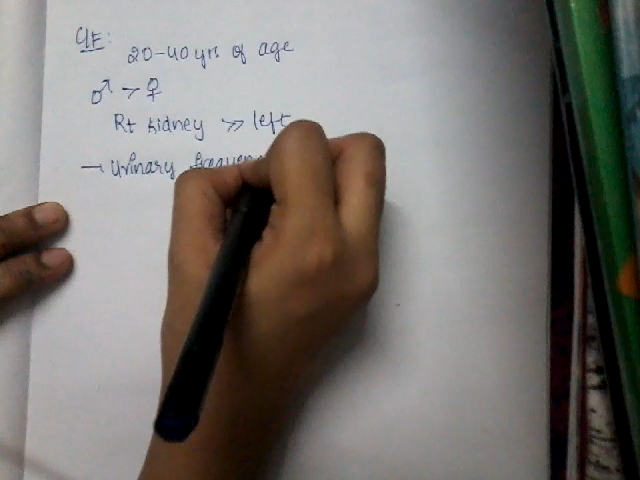 C/F:
20-40 yrs of age
♂ > ♀
Rt kidney >> left
→ Urinary